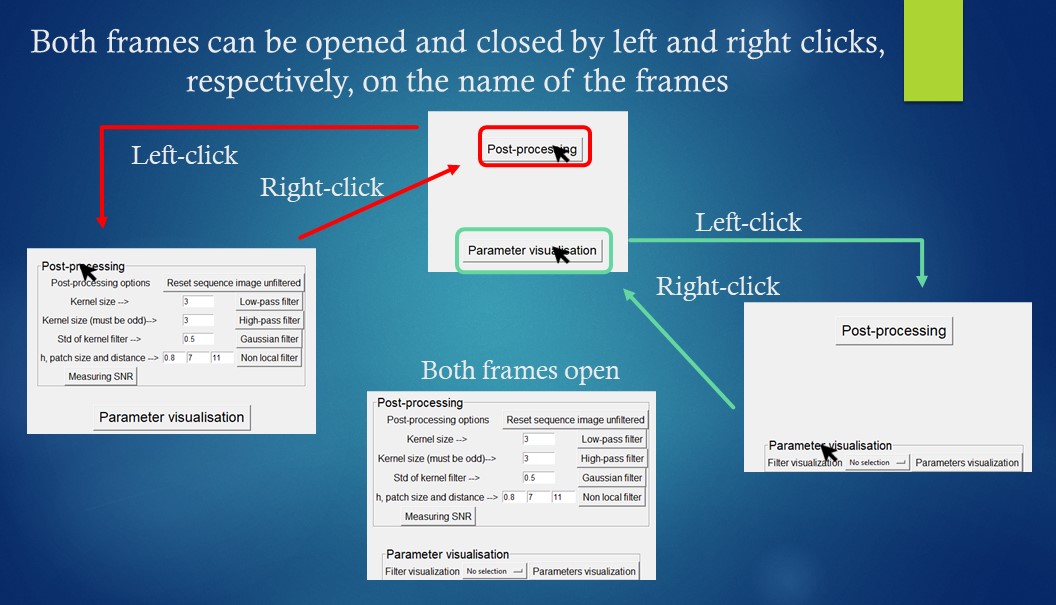 Both frames can be opened and closed by left and right clicks,
respectively, on the name of the frames
Left-click
Right-click
Post-processing
Parameter visualisation
Left-click
Right-click
Post-processing
Post-processing options Reset sequence image unfiltered
Kernel size --> 3 Low-pass filter
Kernel size (must be odd)--> 3 High-pass filter
Std of kernel filter --> 0.5 Gaussian filter
h, patch size and distance --> 0.8 7 11 Non local filter
Measuring SNR
Parameter visualisation
Both frames open
Post-processing
Post-processing options Reset sequence image unfiltered
Kernel size --> 3 Low-pass filter
Kernel size (must be odd)--> 3 High-pass filter
Std of kernel filter --> 0.5 Gaussian filter
h, patch size and distance --> 0.8 7 11 Non local filter
Measuring SNR
Parameter visualisation
Filter visualization No selection Parameters visualization
Post-processing
Parameter visualisation
Filter visualization No selection Parameters visualization